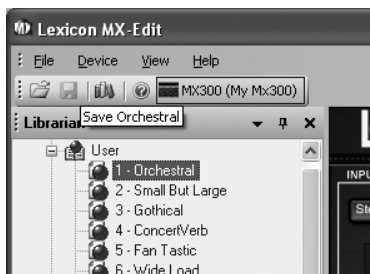 Lexicon MX-Edit
File Device View Help
MX300 (My Mx300)
Save Orchestral
Librarian
User
1 - Orchestral
2 - Small But Large
3 - Gothical
4 - ConcertVerb
5 - Fan Tastic
6 - Wide Load
INPU
Ste